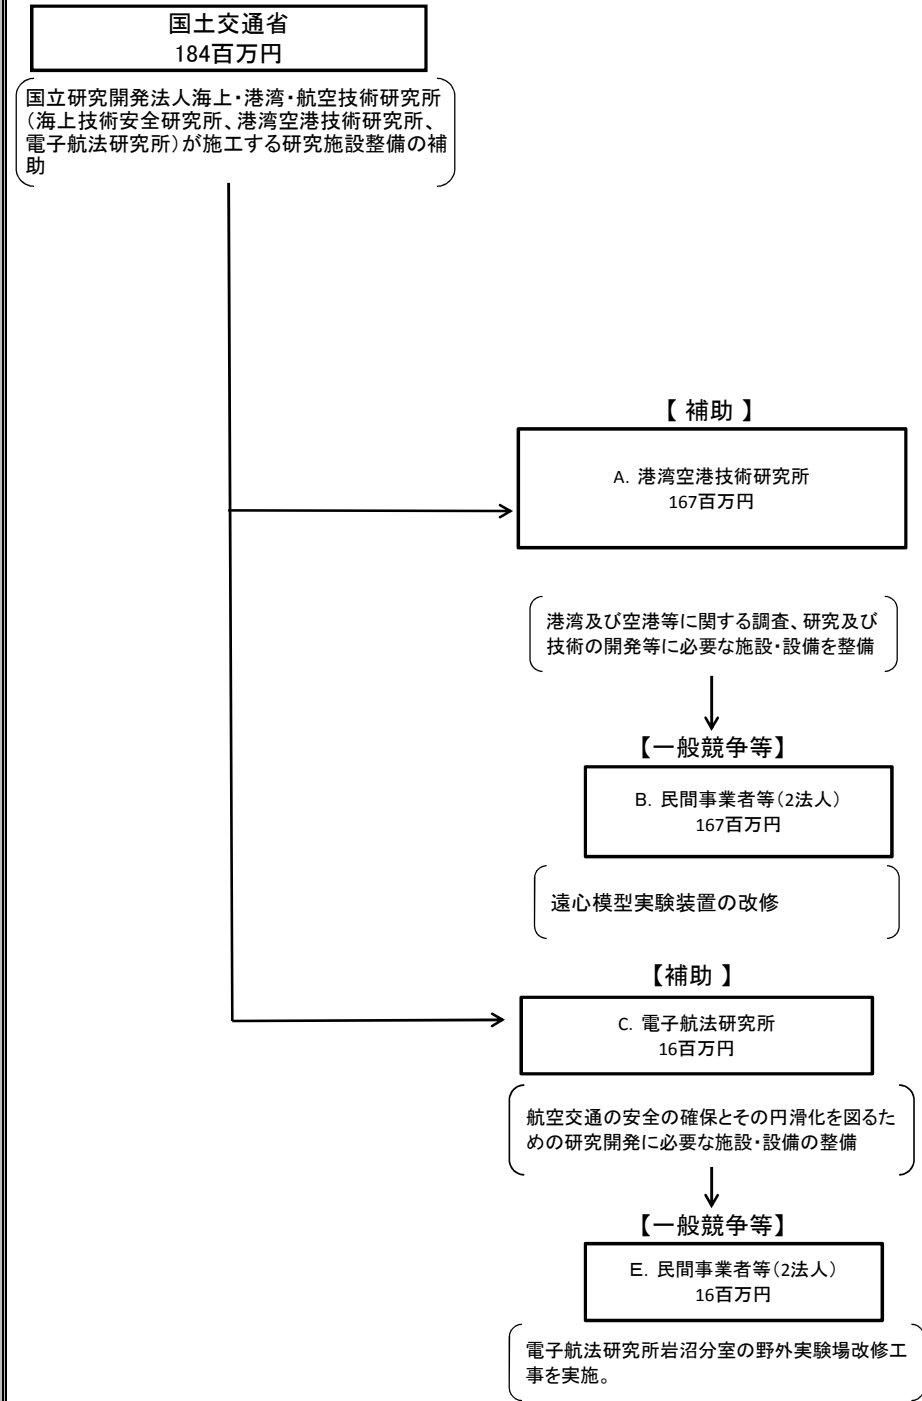 国土交通省
184百万円
国立研究開発法人海上・港湾・航空技術研究所
（海上技術安全研究所、港湾空港技術研究所、
電子航法研究所）が施工する研究施設整備の補
助
【 補助 】
A. 港湾空港技術研究所
167百万円
港湾及び空港等に関する調査、研究及び
技術の開発等に必要な施設・設備を整備
【一般競争等】
B. 民間事業者等（2法人）
167百万円
遠心模型実験装置の改修
【補助 】
C. 電子航法研究所
16百万円
航空交通の安全の確保とその円滑化を図るた
めの研究開発に必要な施設・設備の整備
【一般競争等】
E. 民間事業者等（2法人）
16百万円
電子航法研究所岩沼分室の野外実験場改修工
事を実施。